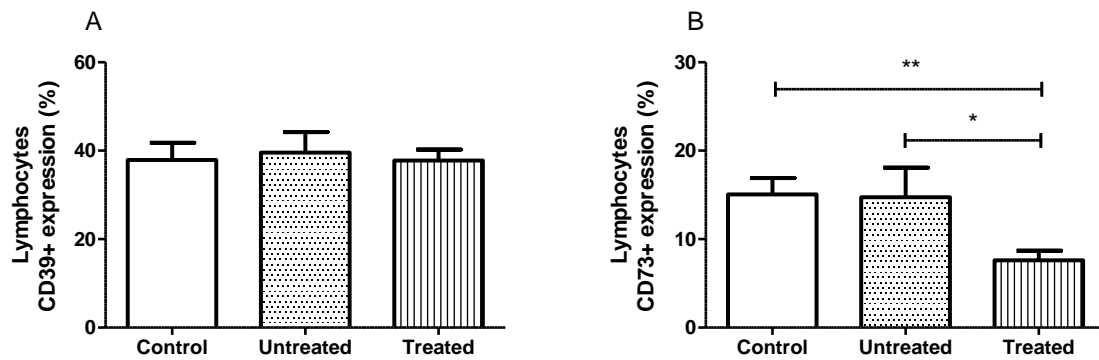 A
Lymphocytes
CD39+ expression (%)
60
40
20
0
Control Untreated Treated
B
Lymphocytes
CD73+ expression (%)
30
20
10
0
**
*
Control Untreated Treated